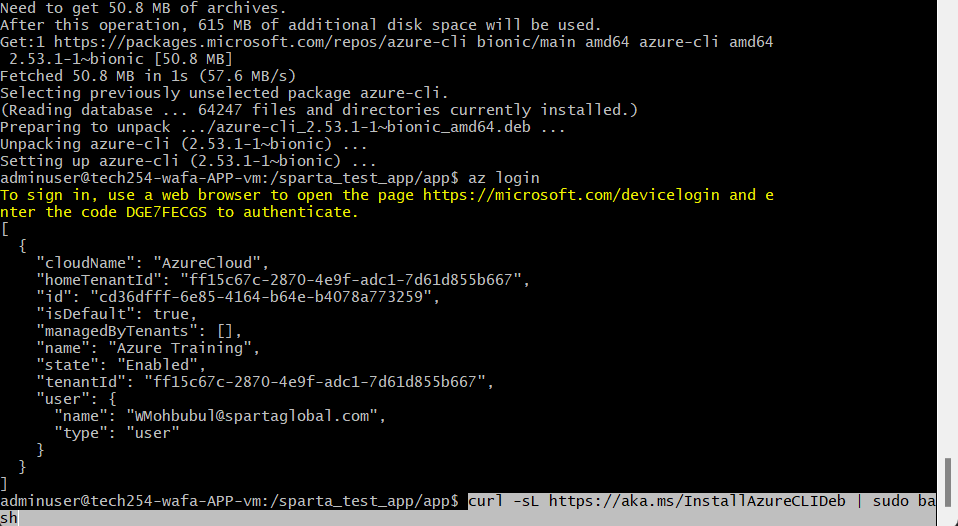 Need to get 50.8 MB of archives.
After this operation, 615 MB of additional disk space will be used.
Get:1 https://packages.microsoft.com/repos/azure-cli bionic/main amd64 azure-cli amd64
 2.53.1-1~bionic [50.8 MB]
Fetched 50.8 MB in 1s (57.6 MB/s)
Selecting previously unselected package azure-cli.
(Reading database ... 64247 files and directories currently installed.)
Preparing to unpack .../azure-cli_2.53.1-1~bionic_amd64.deb ...
Unpacking azure-cli (2.53.1-1~bionic) ...
Setting up azure-cli (2.53.1-1~bionic) ...
adminuser@tech254-wafa-APP-vm:/sparta_test_app/app$ az login
To sign in, use a web browser to open the page https://microsoft.com/devicelogin and e
nter the code DGE7FECGS to authenticate.
[
  {
    "cloudName": "AzureCloud",
    "homeTenantId": "ff15c67c-2870-4e9f-adc1-7d61d855b667",
    "id": "cd36dfff-6e85-4164-b64e-b4078a773259",
    "isDefault": true,
    "managedByTenants": [],
    "name": "Azure Training",
    "state": "Enabled",
    "tenantId": "ff15c67c-2870-4e9f-adc1-7d61d855b667",
    "user": {
      "name": "WMohbubul@spartaglobal.com",
      "type": "user"
    }
  }
]
adminuser@tech254-wafa-APP-vm:/sparta_test_app/app$ curl -sL https://aka.ms/InstallAzureCLIDeb | sudo ba
sh